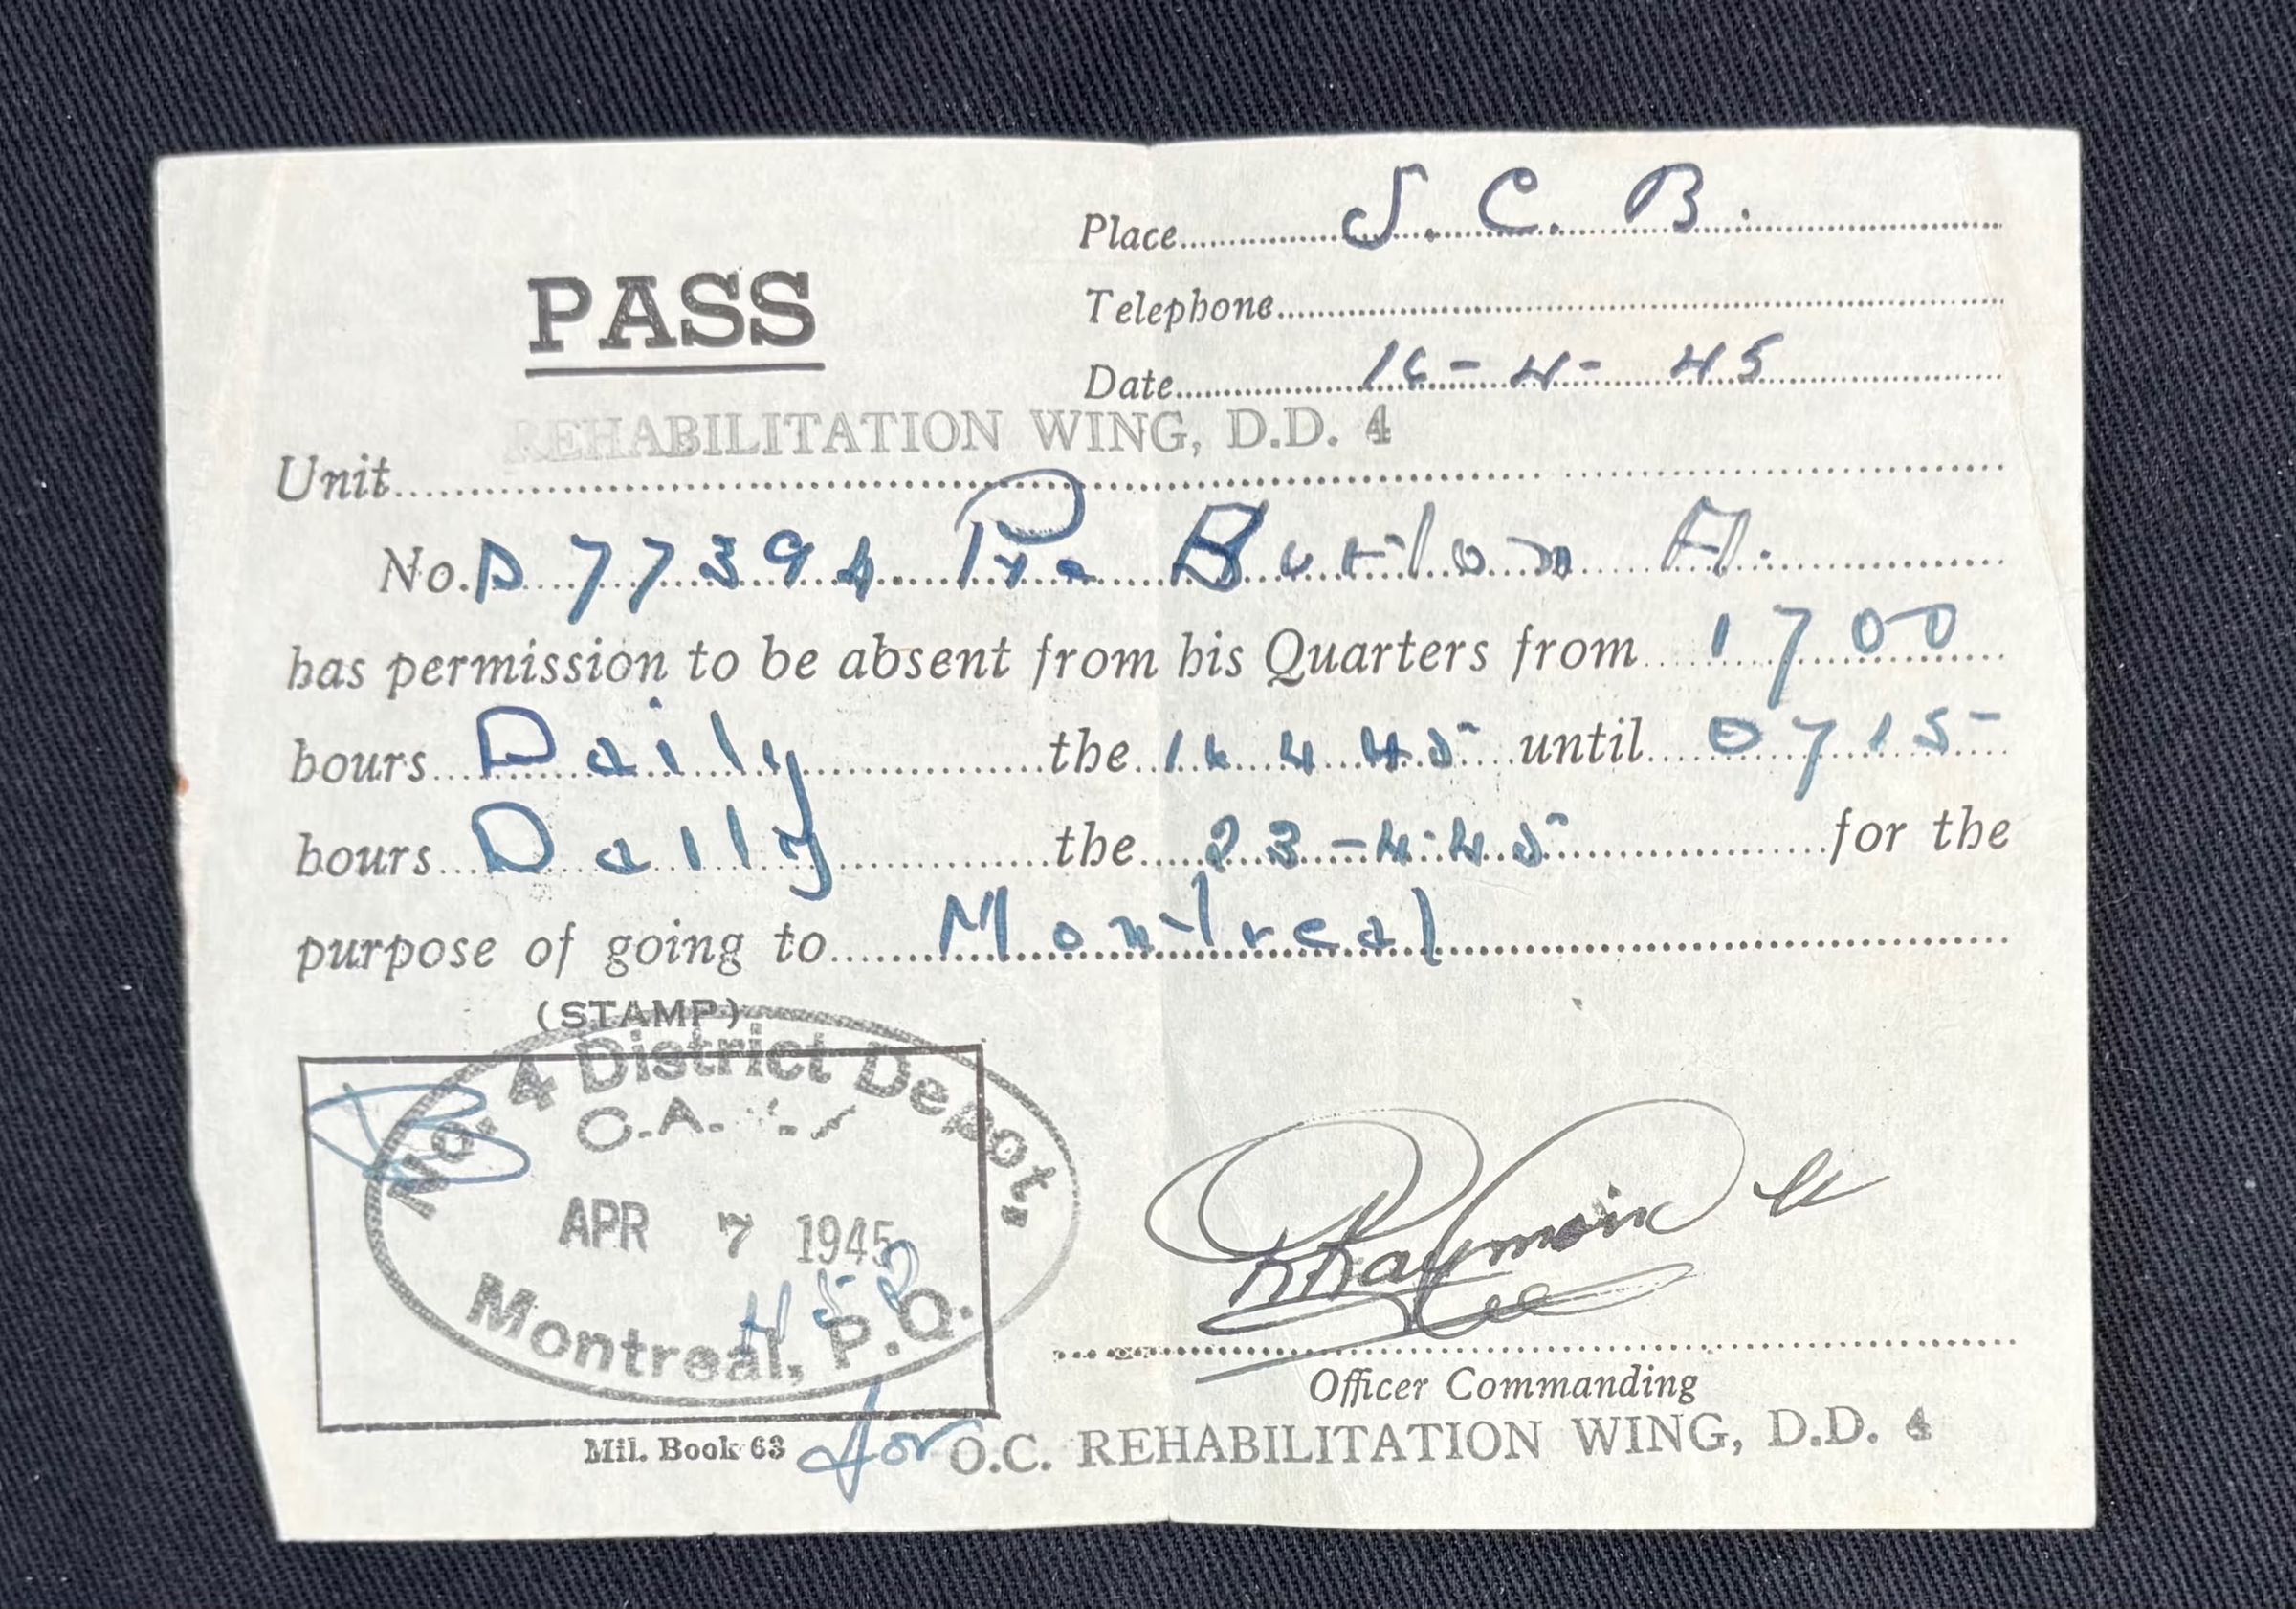 PASS
Place J. C. B.
Telephone
Date 16-4-45
REHABILITATION WING, D.D. 4
Unit
No. D 77394 Pte Burton A.
has permission to be absent from his Quarters from 1700
hours Daily the 16 4 45 until 0715
hours Daily the 23-4-45 for the
purpose of going to Montreal
(STAMP)
No. 4 District Depot,
C.A.
APR 7 1945
Montreal, P.Q.
Officer Commanding
Mil. Book 63 for O.C. REHABILITATION WING, D.D. 4